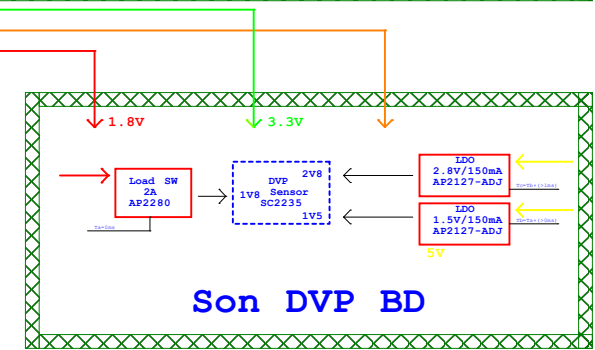 1.8V
3.3V
Load SW
2A
AP2280
DVP
Sensor
SC2235
2V8
1V8
1V5
LDO
2.8V/150mA
AP2127-ADJ
LDO
1.5V/150mA
AP2127-ADJ
5V
Son DVP BD